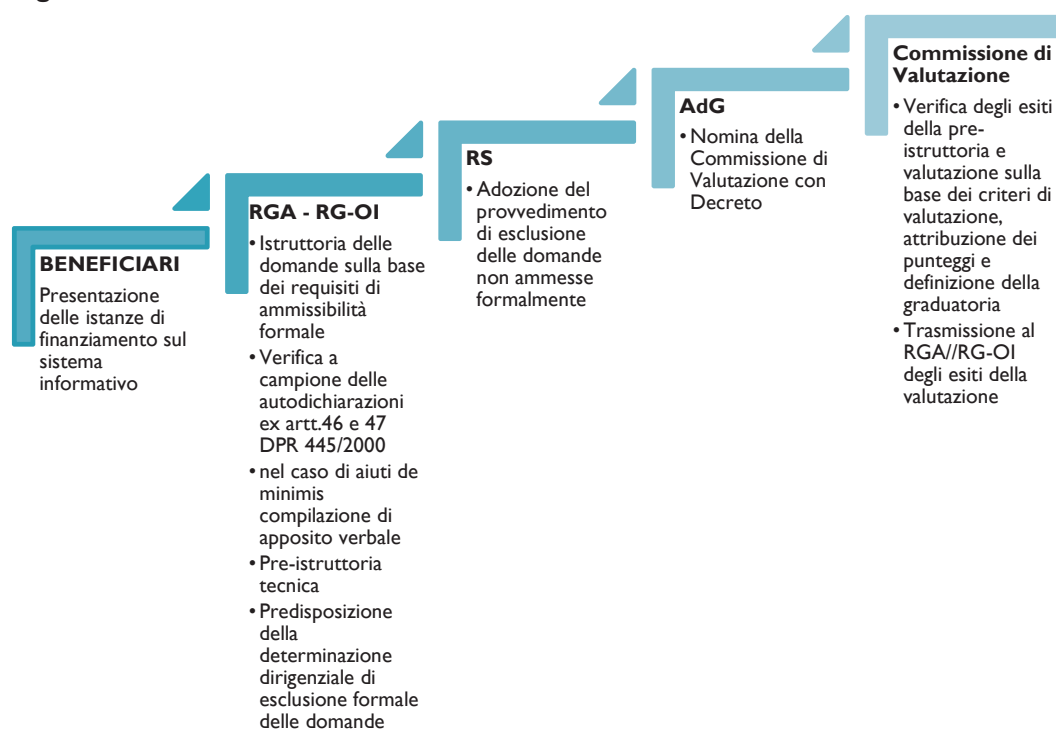 BENEFICIARI
Presentazione
delle istanze di
finanziamento sul
sistema
informativo
RGA - RG-OI
• Istruttoria delle
domande sulla base
dei requisiti di
ammissibilità
formale
• Verifica a
campione delle
autodichiarazioni
ex artt.46 e 47
DPR 445/2000
• nel caso di aiuti de
minimis
compilazione di
apposito verbale
• Pre-istruttoria
tecnica
• Predisposizione
della
determinazione
dirigenziale di
esclusione formale
delle domande
RS
• Adozione del
provvedimento
di esclusione
delle domande
non ammesse
formalmente
AdG
• Nomina della
Commissione di
Valutazione con
Decreto
Commissione di
Valutazione
• Verifica degli esiti
della pre-
istruttoria e
valutazione sulla
base dei criteri di
valutazione,
attribuzione dei
punteggi e
definizione della
graduatoria
• Trasmissione al
RGA//RG-OI
degli esiti della
valutazione